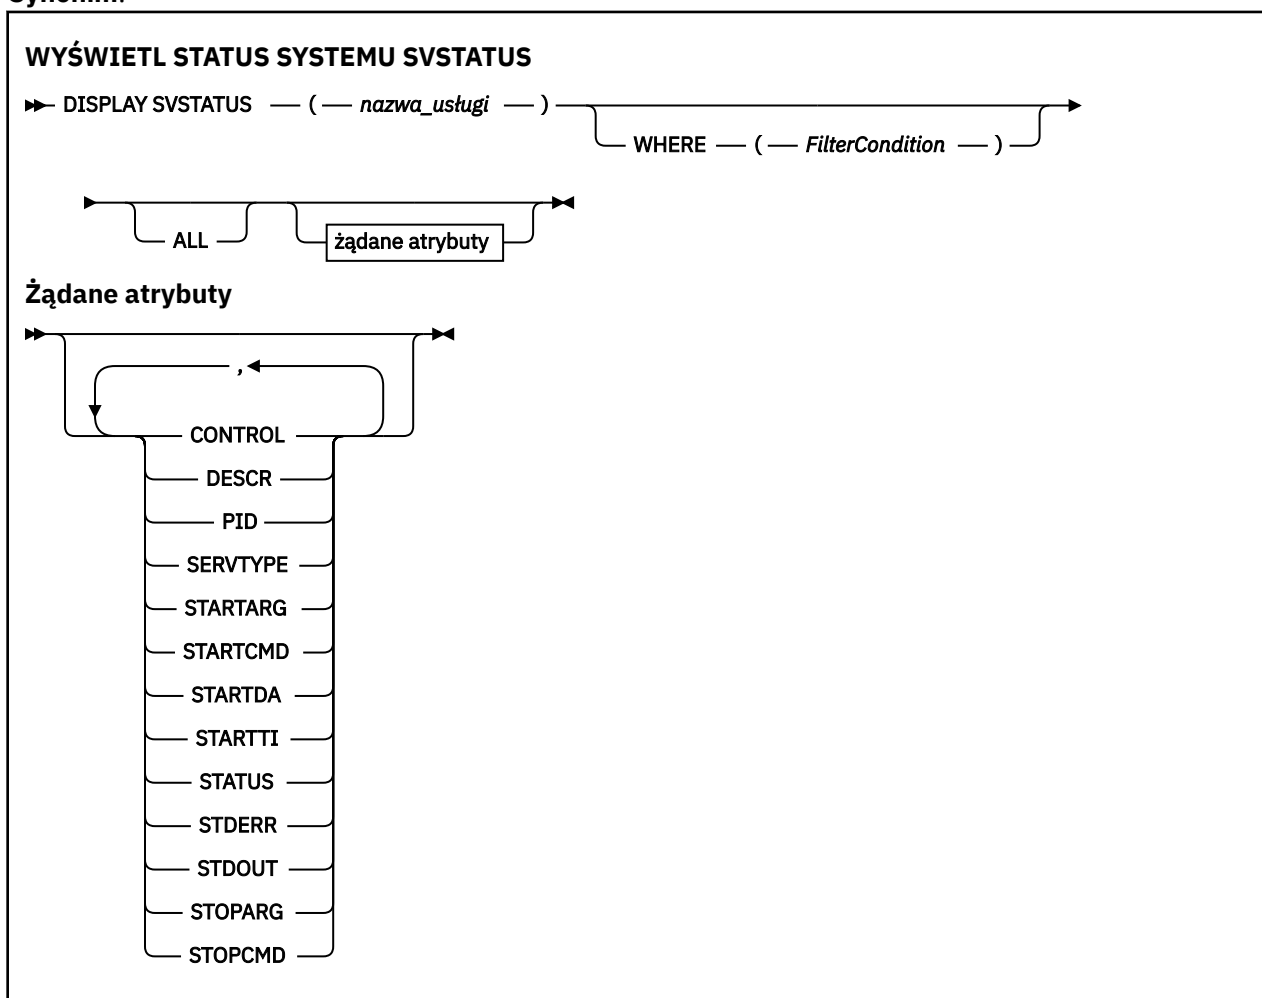 WYŚWIETL STATUS SYSTEMU SVSTATUS
DISPLAY SVSTATUS ( nazwa_usługi )
WHERE ( FilterCondition )
ALL żądane atrybuty
Żądane atrybuty
,
CONTROL
DESCR
PID
SERVTYPE
STARTARG
STARTCMD
STARTDA
STARTTI
STATUS
STDERR
STDOUT
STOPARG
STOPCMD